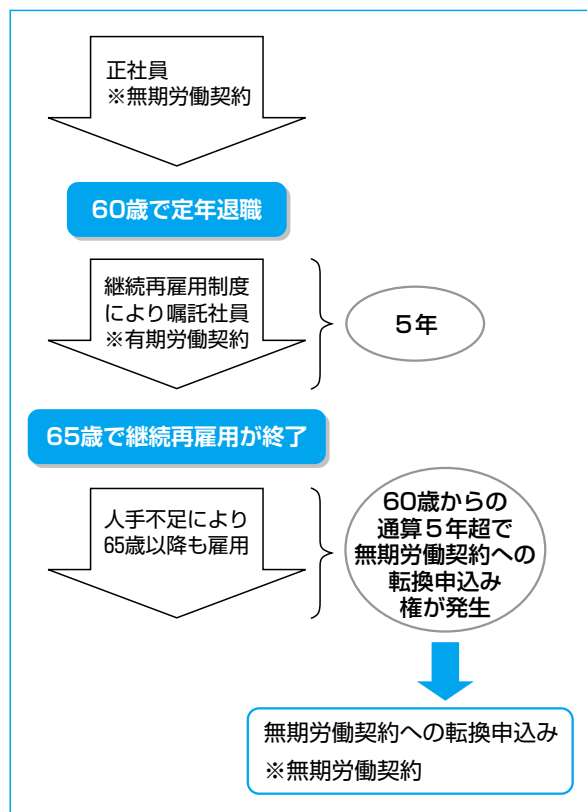 正社員
※無期労働契約
60歳で定年退職
継続再雇用制度
により嘱託社員
※有期労働契約
５年
65歳で継続再雇用が終了
人手不足により
65歳以降も雇用
60歳からの
通算５年超で
無期労働契約への
転換申込み
権が発生
無期労働契約への転換申込み
※無期労働契約